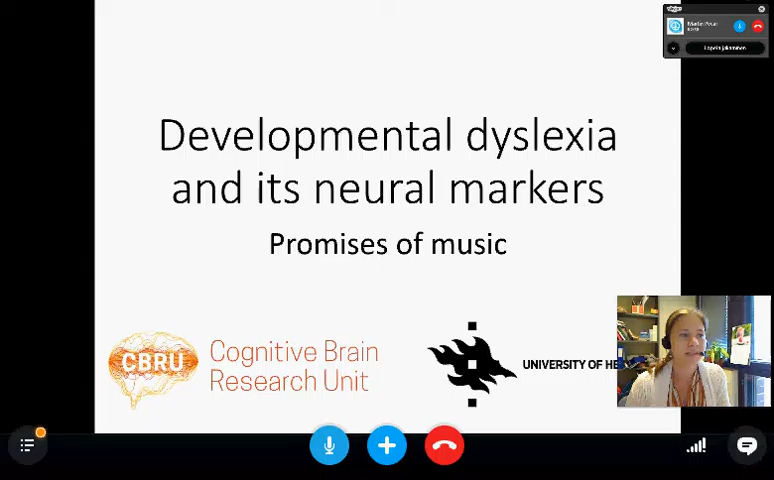 Developmental dyslexia
and its neural markers
Promises of music
CBRU
Cognitive Brain
Research Unit
UNIVERSITY OF HE